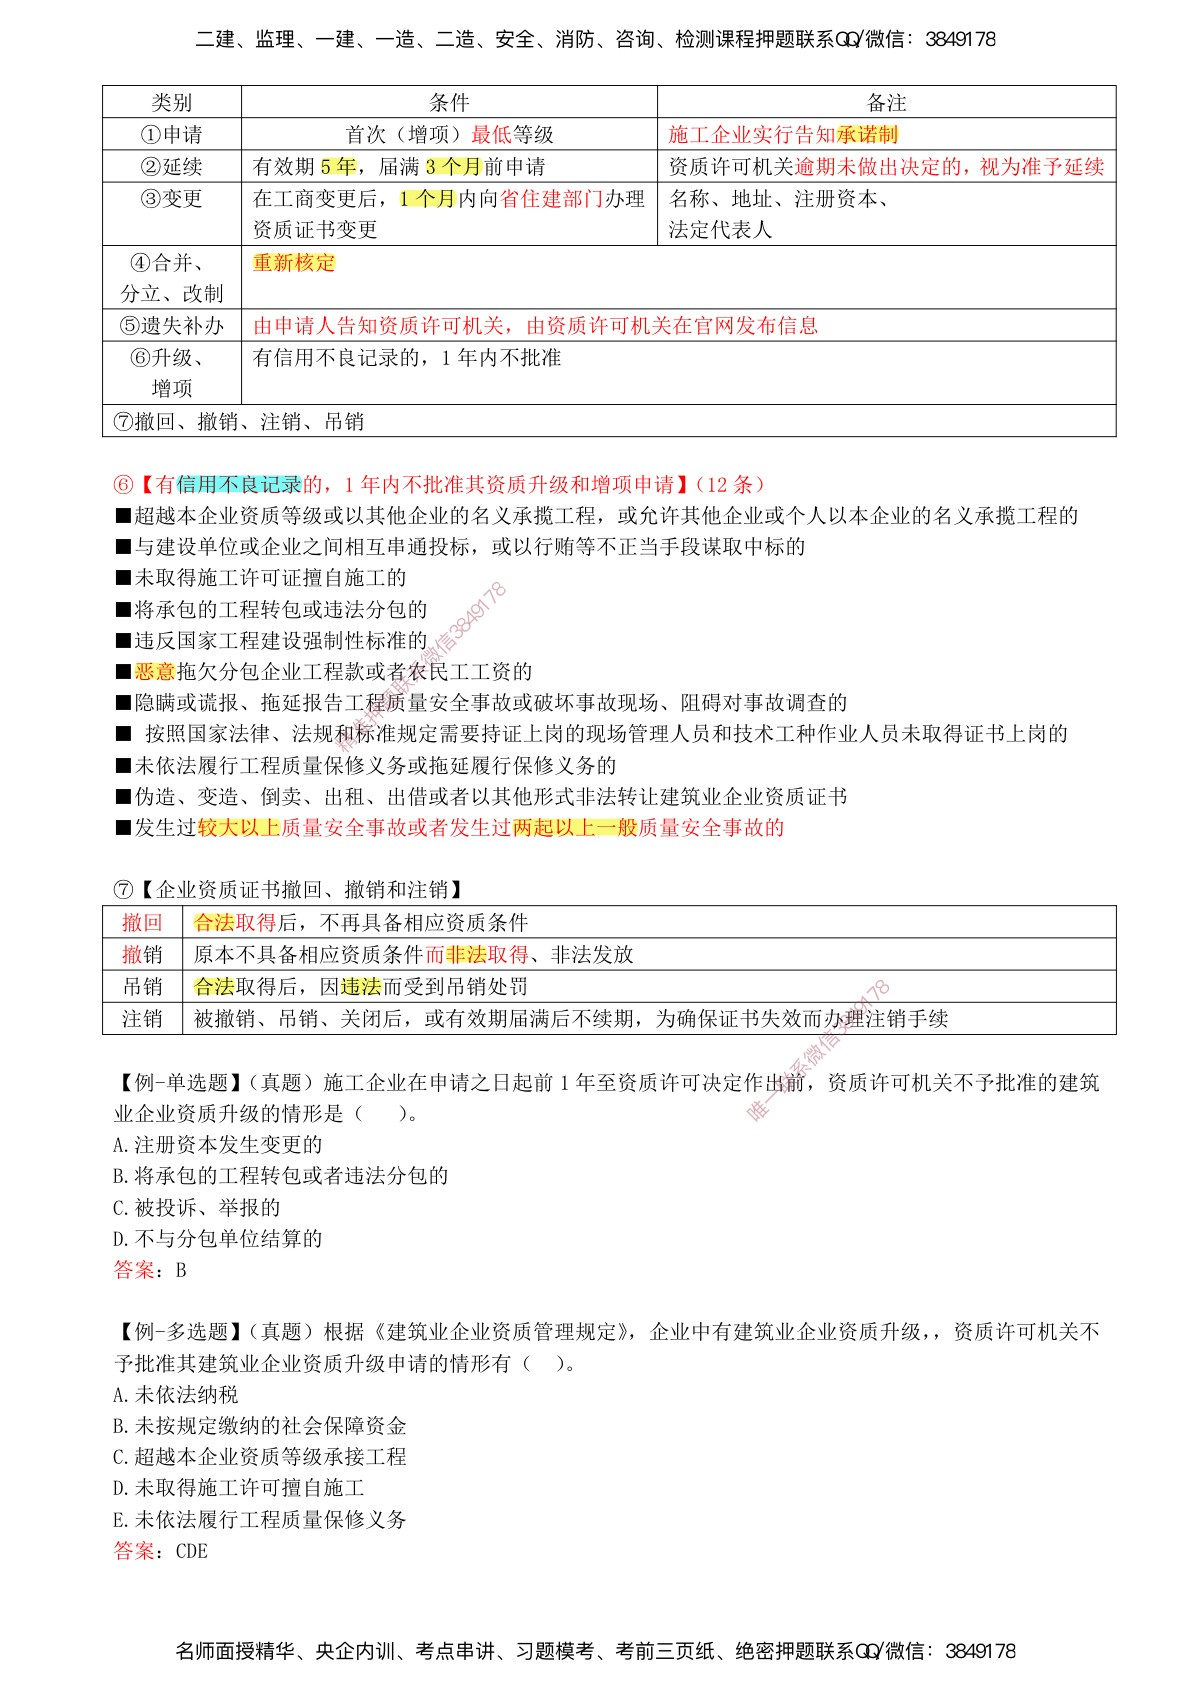 二建、监理、一建、一造、二造、安全、消防、咨询、检测课程押题联系QQ/微信：3849178
类别 条件 备注
①申请 首次（增项）最低等级 施工企业实行告知承诺制
②延续 有效期 5 年，届满 3 个月前申请 资质许可机关逾期未做出决定的，视为准予延续
③变更 在工商变更后，1 个月内向省住建部门办理 名称、地址、注册资本、
资质证书变更 法定代表人
④合并、 重新核定
分立、改制
⑤遗失补办 由申请人告知资质许可机关，由资质许可机关在官网发布信息
⑥升级、 有信用不良记录的，1 年内不批准
增项
⑦撤回、撤销、注销、吊销
⑥【有信用不良记录的，1 年内不批准其资质升级和增项申请】（12 条）
■超越本企业资质等级或以其他企业的名义承揽工程，或允许其他企业或个人以本企业的名义承揽工程的
■与建设单位或企业之间相互串通投标，或以行贿等不正当手段谋取中标的
■未取得施工许可证擅自施工的
■将承包的工程转包或违法分包的
■违反国家工程建设强制性标准的
■恶意拖欠分包企业工程款或者农民工工资的
■隐瞒或谎报、拖延报告工程质量安全事故或破坏事故现场、阻碍对事故调查的
■ 按照国家法律、法规和标准规定需要持证上岗的现场管理人员和技术工种作业人员未取得证书上岗的
■未依法履行工程质量保修义务或拖延履行保修义务的
■伪造、变造、倒卖、出租、出借或者以其他形式非法转让建筑业企业资质证书
■发生过较大以上质量安全事故或者发生过两起以上一般质量安全事故的
精准押题联系微信3849178
⑦【企业资质证书撤回、撤销和注销】
撤回 合法取得后，不再具备相应资质条件
撤销 原本不具备相应资质条件而非法取得、非法发放
吊销 合法取得后，因违法而受到吊销处罚
注销 被撤销、吊销、关闭后，或有效期届满后不续期，为确保证书失效而办理注销手续
唯一联系微信3849178
【例-单选题】（真题）施工企业在申请之日起前 1 年至资质许可决定作出前，资质许可机关不予批准的建筑
业企业资质升级的情形是（ ）。
A.注册资本发生变更的
B.将承包的工程转包或者违法分包的
C.被投诉、举报的
D.不与分包单位结算的
答案：B
【例-多选题】（真题）根据《建筑业企业资质管理规定》，企业中有建筑业企业资质升级，，资质许可机关不
予批准其建筑业企业资质升级申请的情形有（ ）。
A.未依法纳税
B.未按规定缴纳的社会保障资金
C.超越本企业资质等级承接工程
D.未取得施工许可擅自施工
E.未依法履行工程质量保修义务
答案：CDE
名师面授精华、央企内训、考点串讲、习题模考、考前三页纸、绝密押题联系QQ/微信：3849178